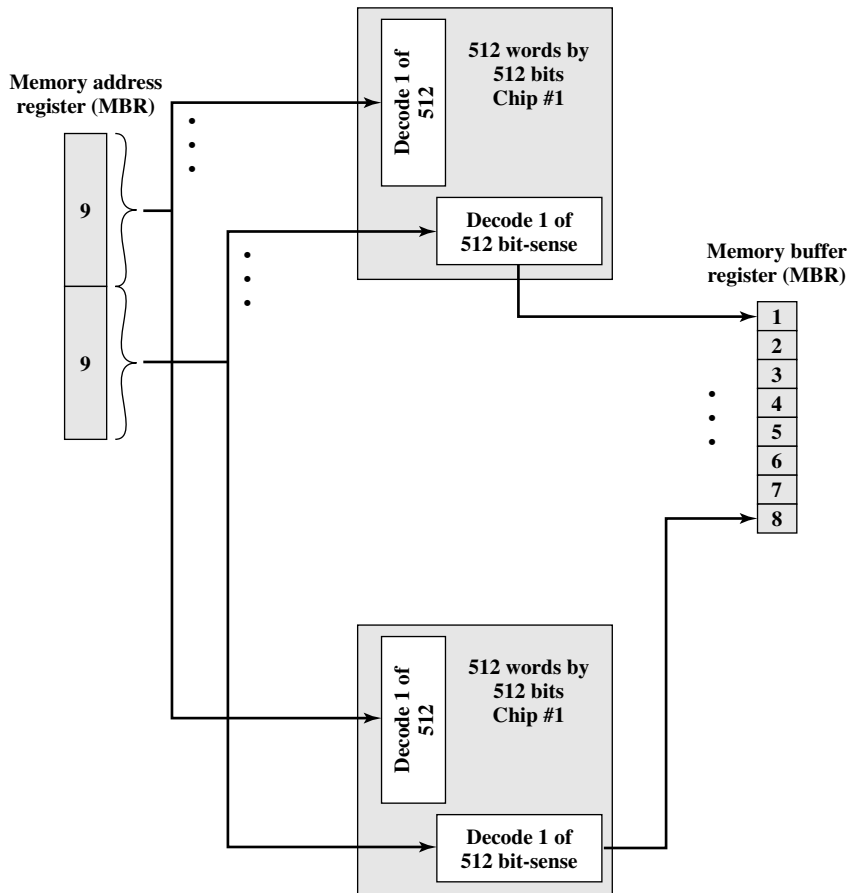 Memory address
register (MBR)
9
9
Decode 1 of
512
512 words by
512 bits
Chip #1
Decode 1 of
512 bit-sense
Memory buffer
register (MBR)
1
2
3
4
5
6
7
8
Decode 1 of
512
512 words by
512 bits
Chip #1
Decode 1 of
512 bit-sense